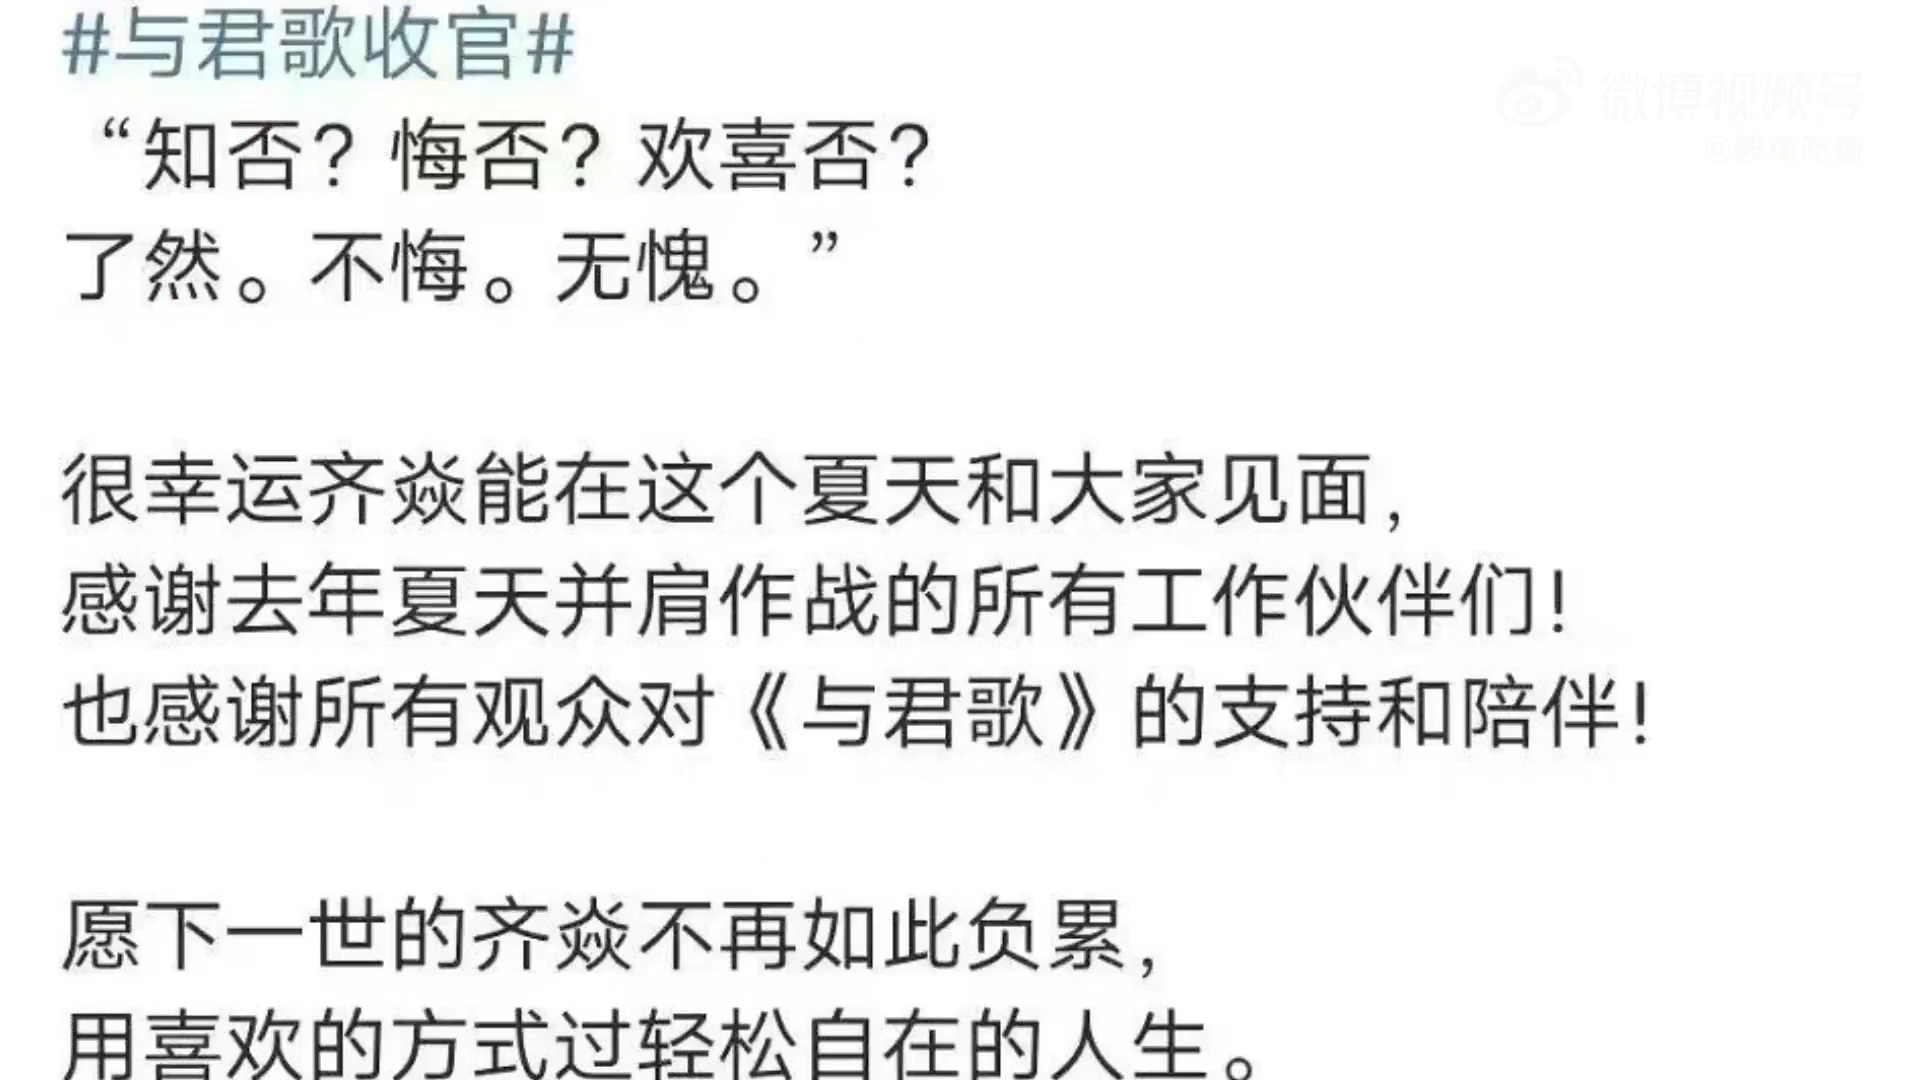 #与君歌收官#
微博视频号
“知否？悔否？欢喜否？
了然。不悔。无愧。”
很幸运齐焱能在这个夏天和大家见面，
感谢去年夏天并肩作战的所有工作伙伴们！
也感谢所有观众对《与君歌》的支持和陪伴！
愿下一世的齐焱不再如此负累，
用喜欢的方式过轻松自在的人生。